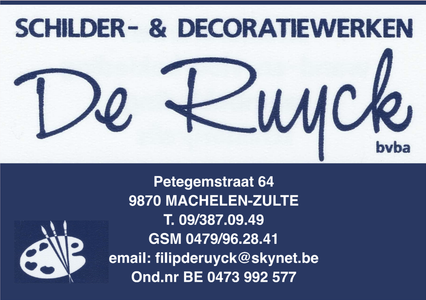 SCHILDER- & DECORATIEWERKEN
De Ruyck
bvba
Petegemstraat 64
9870 MACHELEN-ZULTE
T. 09/387.09.49
GSM 0479/96.28.41
email: filipderuyck@skynet.be
Ond.nr BE 0473 992 577